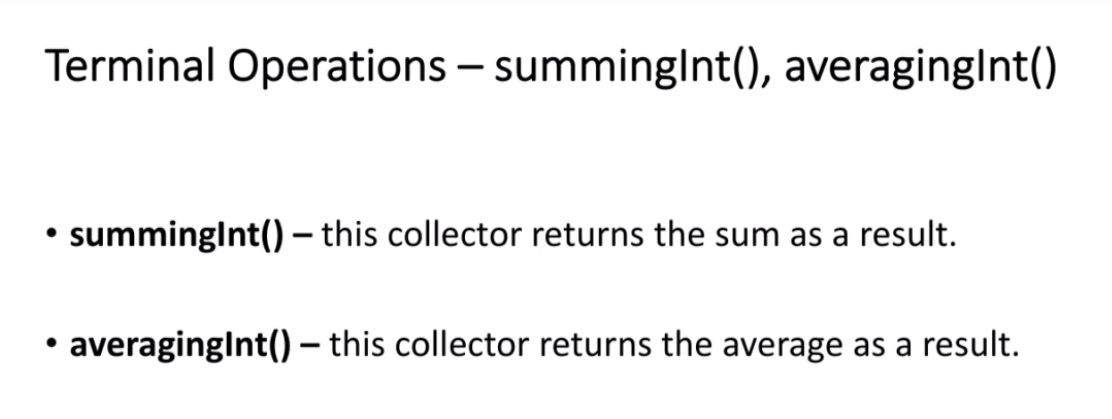 Terminal Operations – summingInt(), averagingInt()
• summingInt() – this collector returns the sum as a result.
• averagingInt() – this collector returns the average as a result.